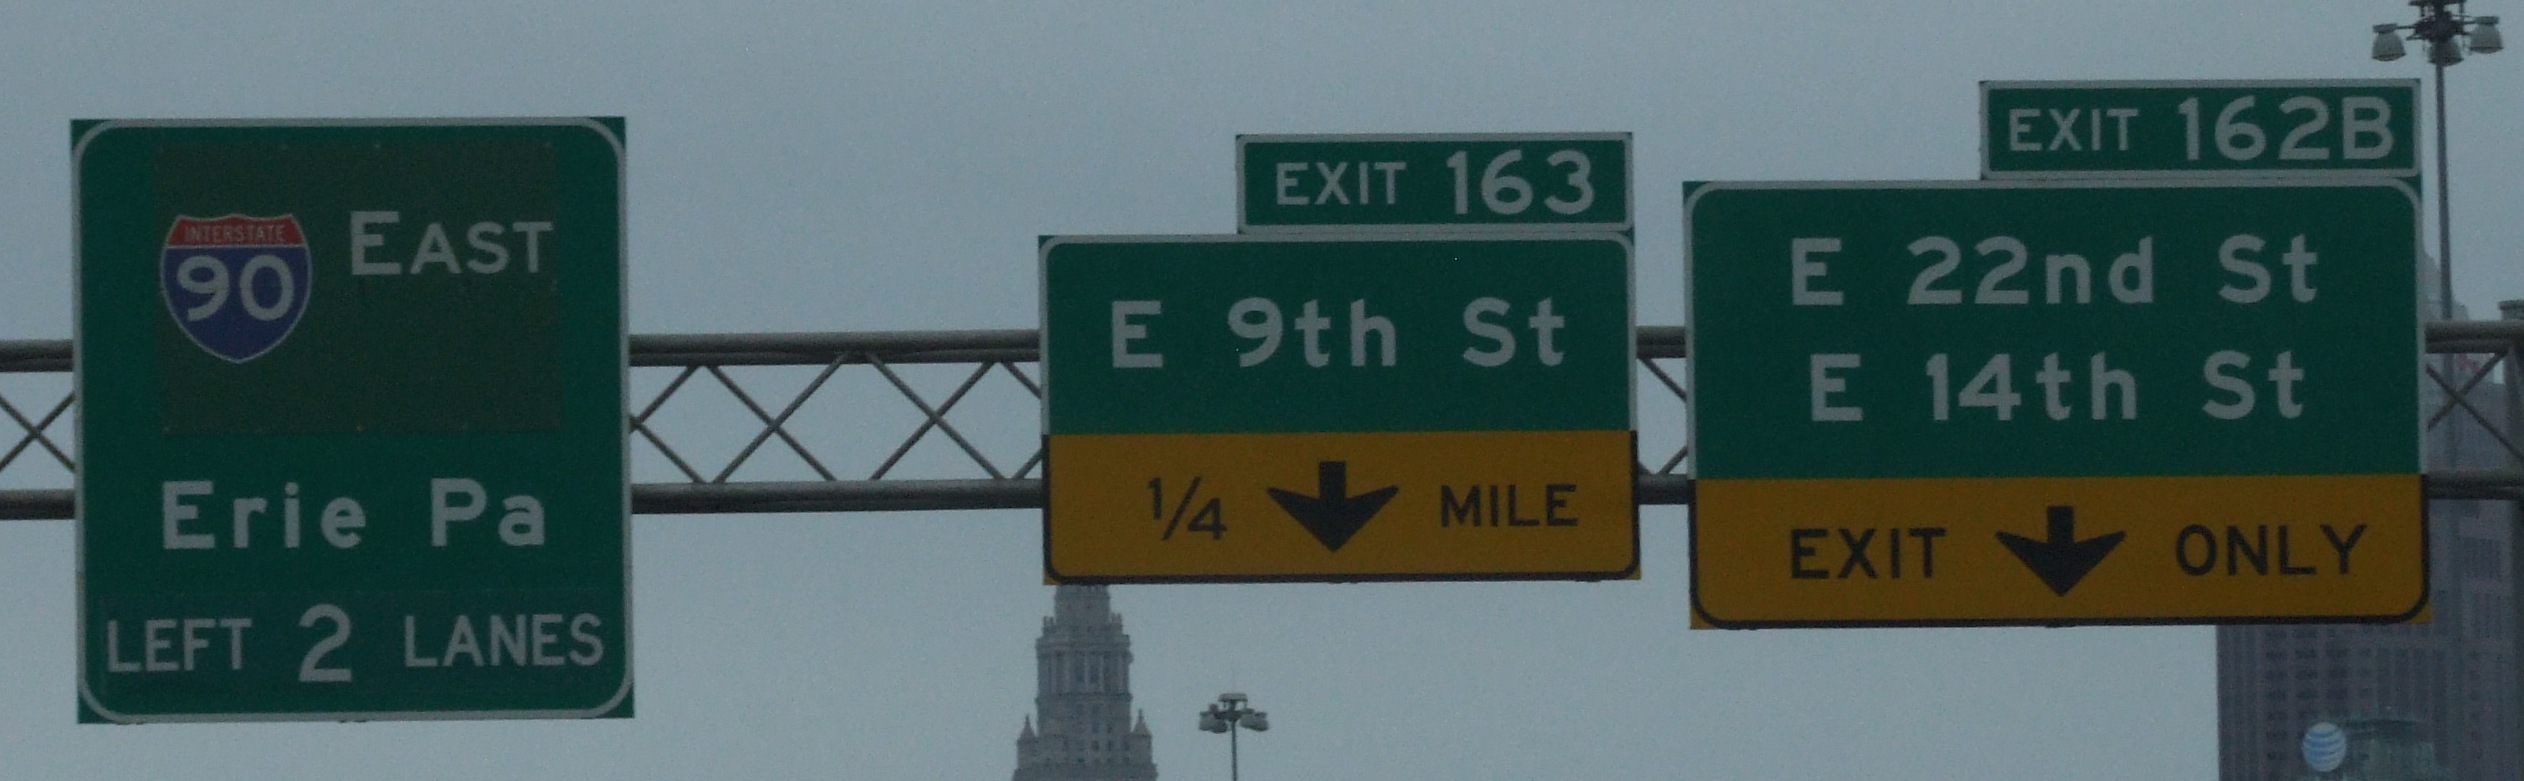 INTERSTATE
90 EAST
Erie Pa
LEFT 2 LANES
EXIT 163
E 9th St
1/4 MILE
EXIT 162B
E 22nd St
E 14th St
EXIT ONLY